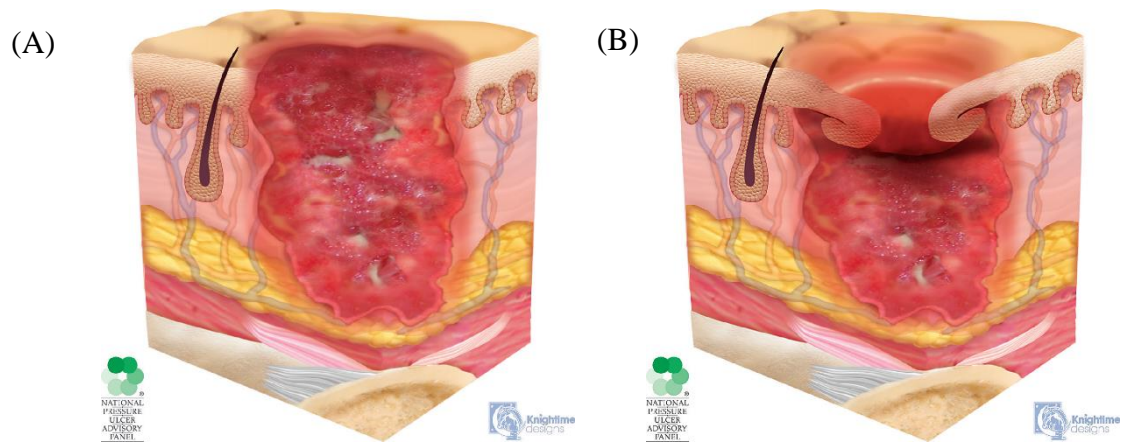 (A)
(B)
NATIONAL
PRESSURE
ULCER
ADVISORY
PANEL
Knightime
designs
NATIONAL
PRESSURE
ULCER
ADVISORY
PANEL
Knightime
designs